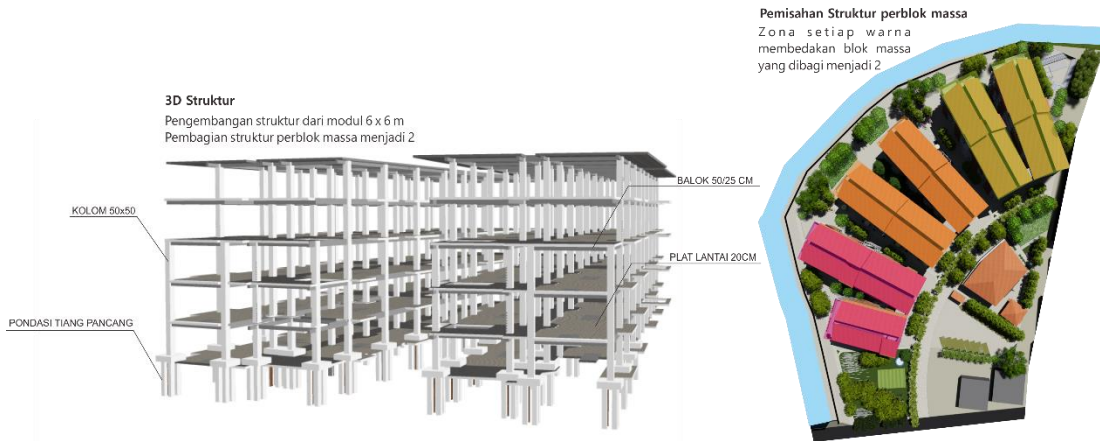 3D Struktur
Pengembangan struktur dari modul 6 x 6 m
Pembagian struktur perblok massa menjadi 2
KOLOM 50x50
PONDASI TIANG PANCANG
BALOK 50/25 CM
PLAT LANTAI 20CM
Pemisahan Struktur perblok massa
Zona setiap warna
membedakan blok massa
yang dibagi menjadi 2